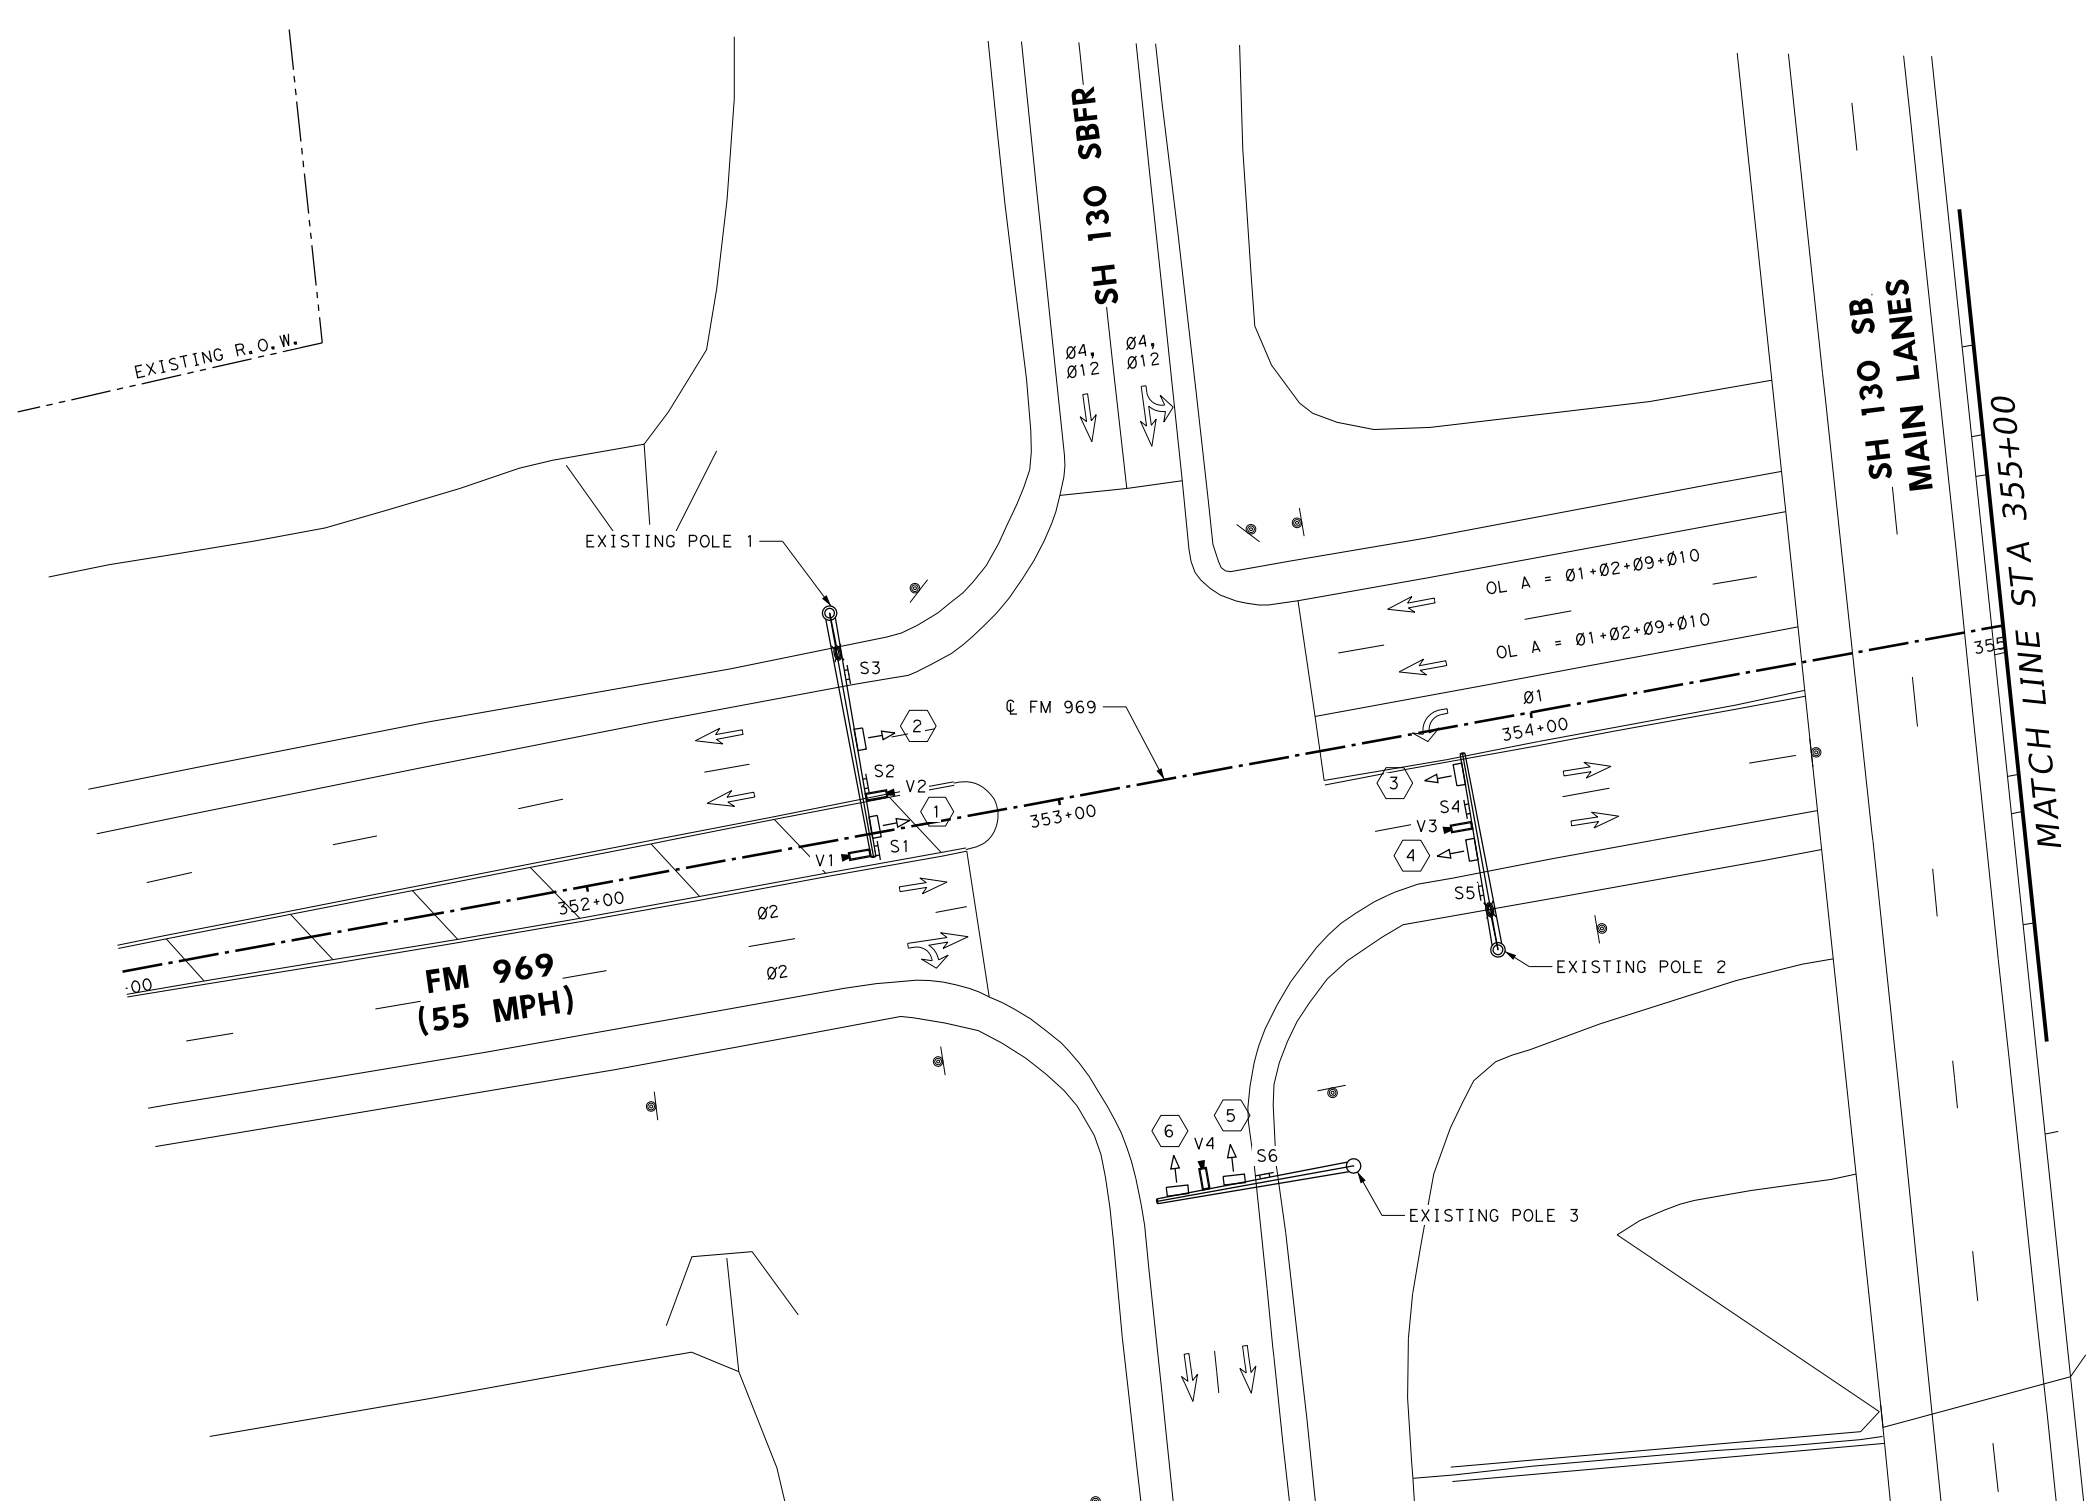 SH 130 SBFR
SH 130 SB
MAIN LANES
EXISTING R.O.W.
Ø4,
Ø12
Ø4,
Ø12
MATCH LINE STA 355+00
EXISTING POLE 1
OL A = Ø1+Ø2+Ø9+Ø10
OL A = Ø1+Ø2+Ø9+Ø10
355
S3
2
℄ FM 969
Ø1
354+00
S2
V2
3
1
S4
353+00
V3
V1
S1
4
352+00
Ø2
S5
FM 969
(55 MPH)
Ø2
EXISTING POLE 2
-00
5
6
V4
S6
EXISTING POLE 3